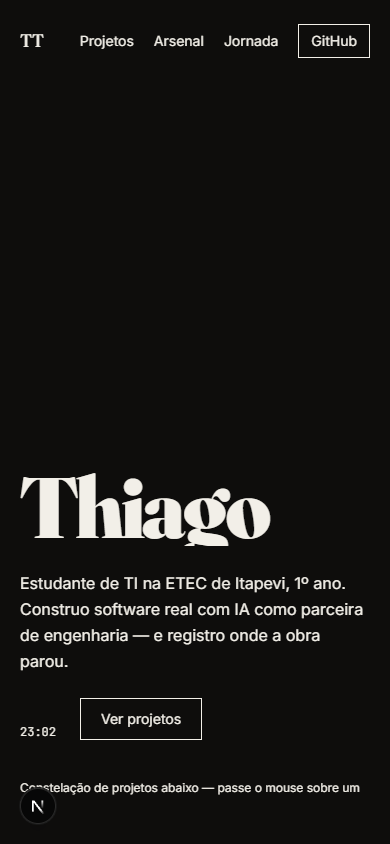 TT Projetos Arsenal Jornada GitHub
Thiago
Estudante de TI na ETEC de Itapevi, 1º ano.
Construo software real com IA como parceira
de engenharia — e registro onde a obra
parou.
23:02 Ver projetos
Constelação de projetos abaixo — passe o mouse sobre um
N